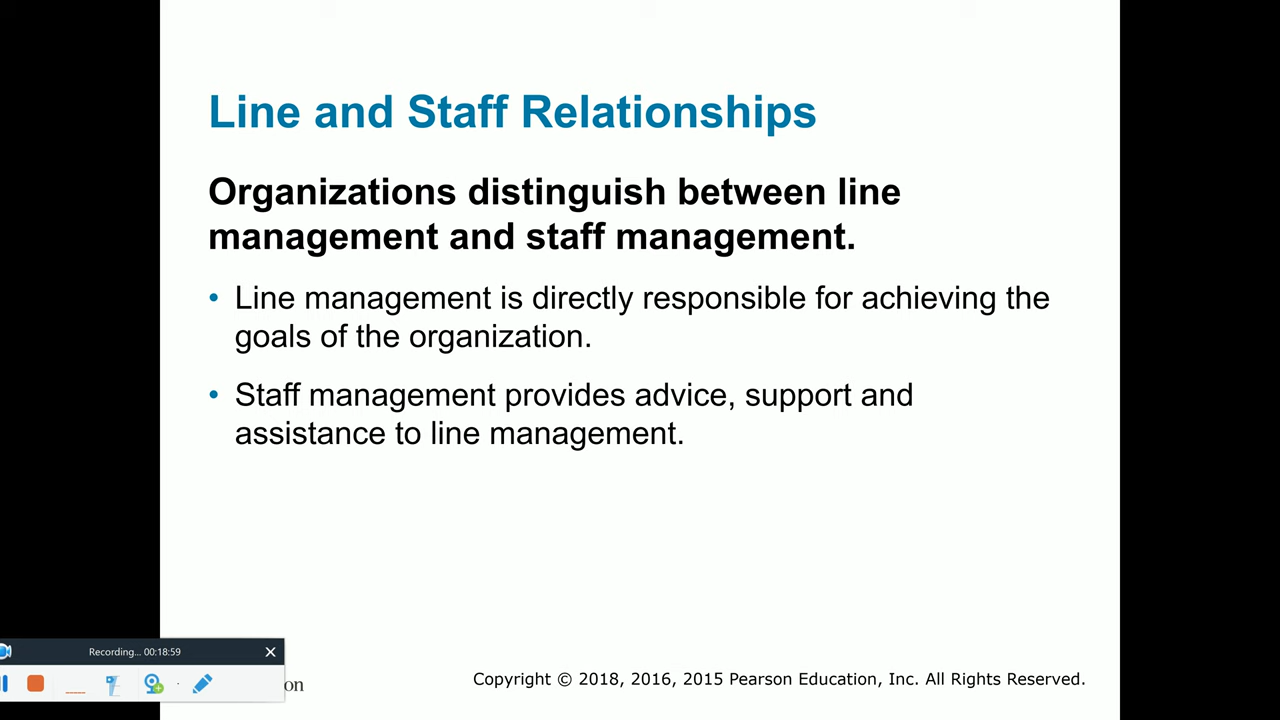 Line and Staff Relationships
Organizations distinguish between line
management and staff management.
• Line management is directly responsible for achieving the
goals of the organization.
• Staff management provides advice, support and
assistance to line management.
Recording... 00:18:59
on
Copyright © 2018, 2016, 2015 Pearson Education, Inc. All Rights Reserved.